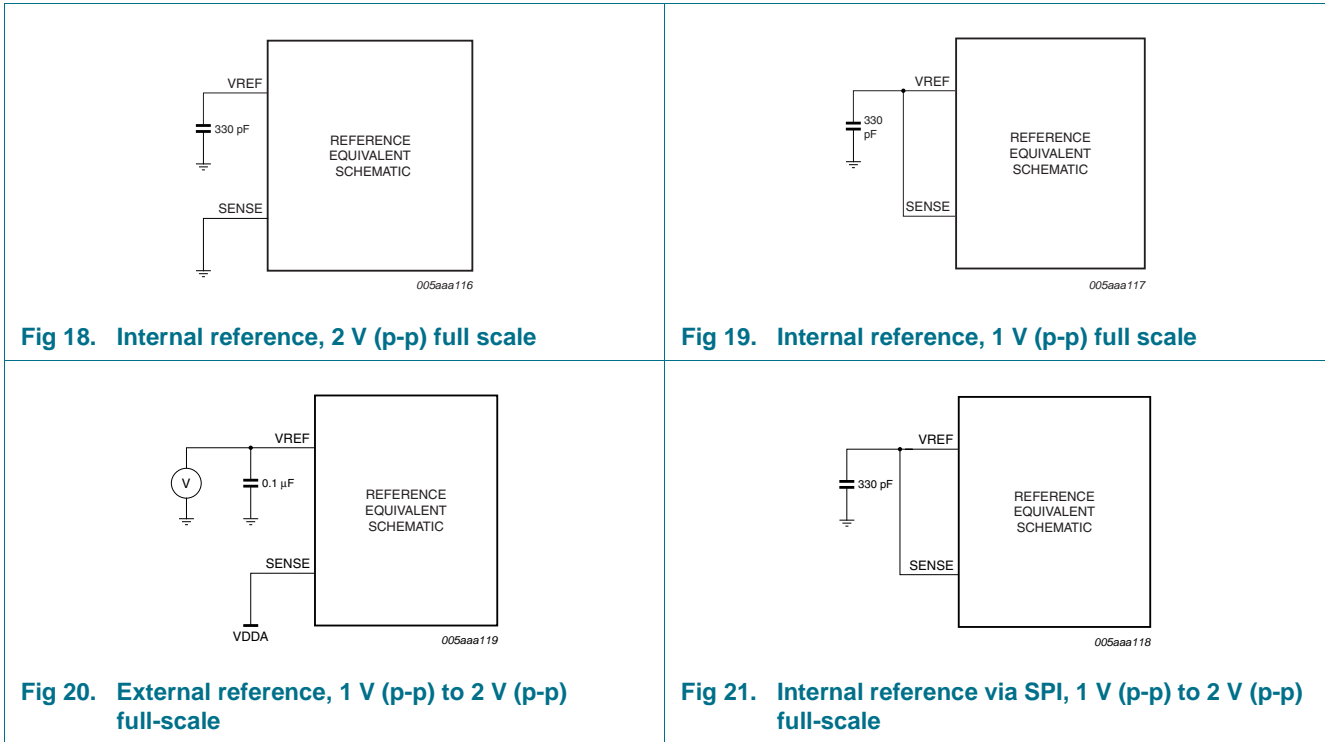 VREF
330 pF
REFERENCE
EQUIVALENT
SCHEMATIC
SENSE
005aaa116
Fig 18. Internal reference, 2 V (p-p) full scale
VREF
330
pF
REFERENCE
EQUIVALENT
SCHEMATIC
SENSE
005aaa117
Fig 19. Internal reference, 1 V (p-p) full scale
VREF
V
0.1 μF
REFERENCE
EQUIVALENT
SCHEMATIC
SENSE
VDDA
005aaa119
Fig 20. External reference, 1 V (p-p) to 2 V (p-p)
full-scale
VREF
330 pF
REFERENCE
EQUIVALENT
SCHEMATIC
SENSE
005aaa118
Fig 21. Internal reference via SPI, 1 V (p-p) to 2 V (p-p)
full-scale